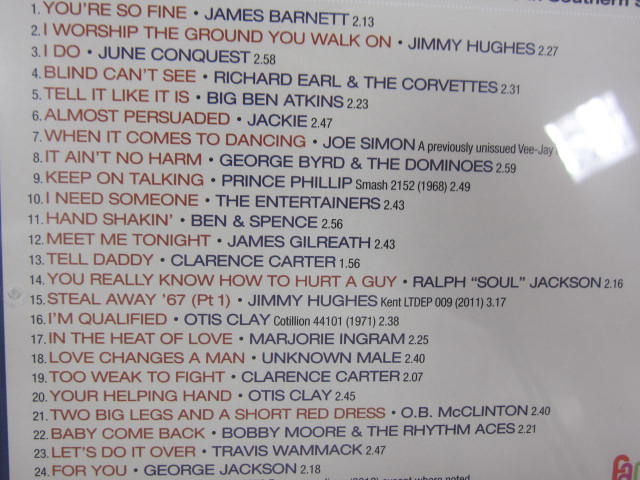 Southern S
1. YOU'RE SO FINE • JAMES BARNETT 2.13
2. I WORSHIP THE GROUND YOU WALK ON • JIMMY HUGHES 2.27
3. I DO • JUNE CONQUEST 2.58
4. BLIND CAN'T SEE • RICHARD EARL & THE CORVETTES 2.31
5. TELL IT LIKE IT IS • BIG BEN ATKINS 2.23
6. ALMOST PERSUADED • JACKIE 2.47
7. WHEN IT COMES TO DANCING • JOE SIMON A previously unissued Vee-Jay
8. IT AIN'T NO HARM • GEORGE BYRD & THE DOMINOES 2.59
9. KEEP ON TALKING • PRINCE PHILLIP Smash 2152 (1968) 2.49
10. I NEED SOMEONE • THE ENTERTAINERS 2.43
11. HAND SHAKIN' • BEN & SPENCE 2.56
12. MEET ME TONIGHT • JAMES GILREATH 2.43
13. TELL DADDY • CLARENCE CARTER 1.56
14. YOU REALLY KNOW HOW TO HURT A GUY • RALPH "SOUL" JACKSON 2.16
15. STEAL AWAY '67 (Pt 1) • JIMMY HUGHES Kent LTDEP 009 (2011) 3.17
16. I'M QUALIFIED • OTIS CLAY Cotillion 44101 (1971) 2.38
17. IN THE HEAT OF LOVE • MARJORIE INGRAM 2.25
18. LOVE CHANGES A MAN • UNKNOWN MALE 2.40
19. TOO WEAK TO FIGHT • CLARENCE CARTER 2.07
20. YOUR HELPING HAND • OTIS CLAY 2.45
21. TWO BIG LEGS AND A SHORT RED DRESS • O.B. McCLINTON 2.40
22. BABY COME BACK • BOBBY MOORE & THE RHYTHM ACES 2.21
23. LET'S DO IT OVER • TRAVIS WAMMACK 2.47
24. FOR YOU • GEORGE JACKSON 2.18
except where noted